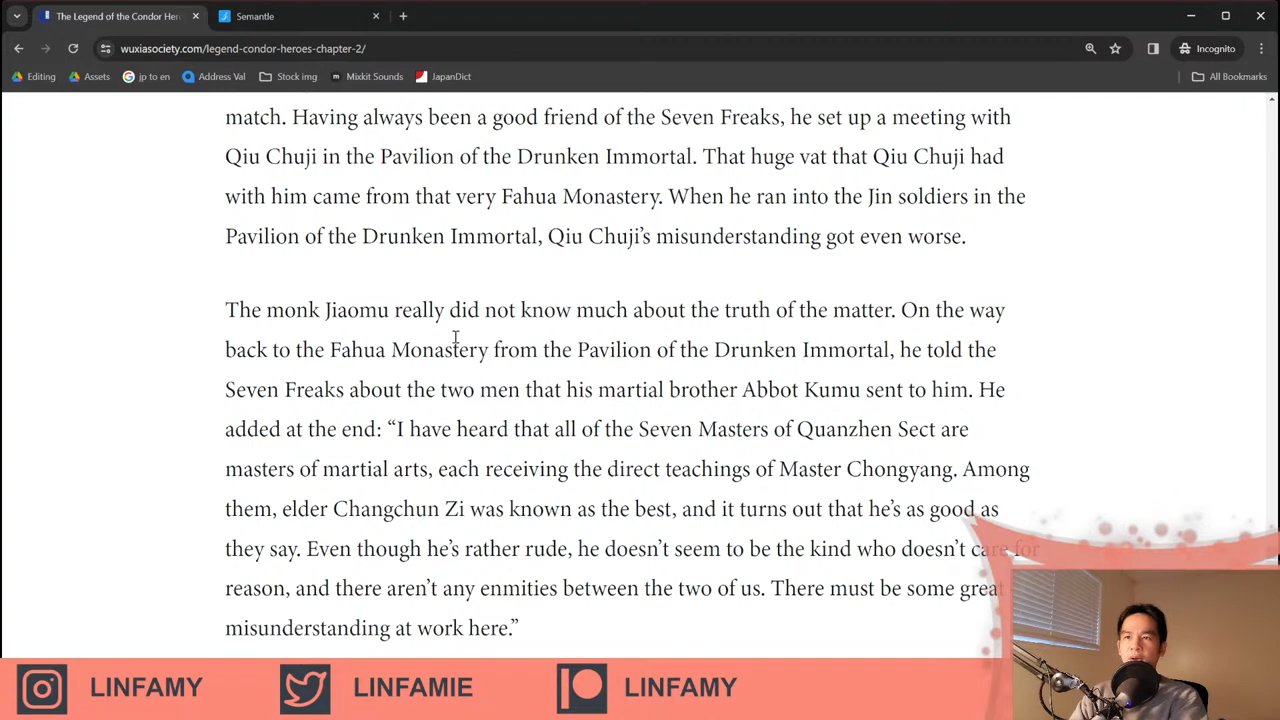 The Legend of the Condor Her
Semantle
wuxiasociety.com/legend-condor-heroes-chapter-2/
Incognito
Editing
Assets
jp to en
Address Val
Stock img
Mixkit Sounds
JapanDict
All Bookmarks
match. Having always been a good friend of the Seven Freaks, he set up a meeting with
Qiu Chuji in the Pavilion of the Drunken Immortal. That huge vat that Qiu Chuji had
with him came from that very Fahua Monastery. When he ran into the Jin soldiers in the
Pavilion of the Drunken Immortal, Qiu Chuji’s misunderstanding got even worse.
The monk Jiaomu really did not know much about the truth of the matter. On the way
back to the Fahua Monastery from the Pavilion of the Drunken Immortal, he told the
Seven Freaks about the two men that his martial brother Abbot Kumu sent to him. He
added at the end: “I have heard that all of the Seven Masters of Quanzhen Sect are
masters of martial arts, each receiving the direct teachings of Master Chongyang. Among
them, elder Changchun Zi was known as the best, and it turns out that he’s as good as
they say. Even though he’s rather rude, he doesn’t seem to be the kind who doesn’t care for
reason, and there aren’t any enmities between the two of us. There must be some great
misunderstanding at work here.”
LINFAMY
LINFAMIE
LINFAMY